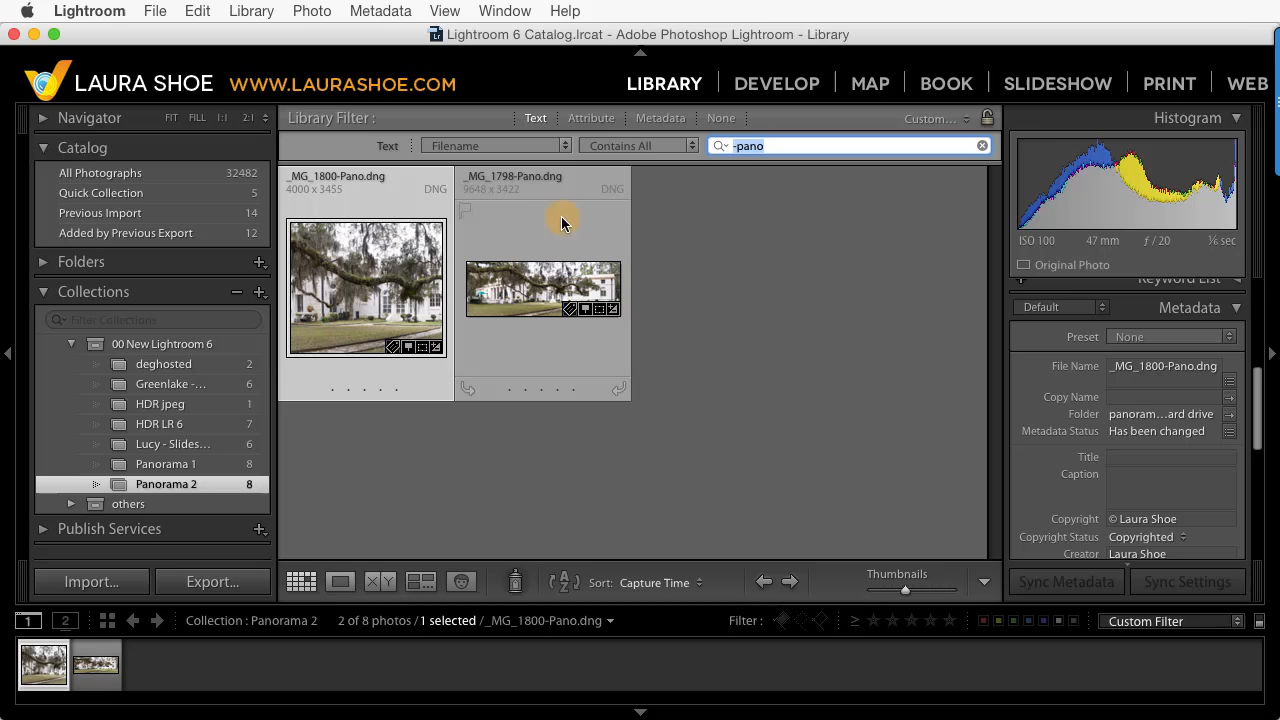 Lightroom File Edit Library Photo Metadata View Window Help
Lightroom 6 Catalog.lrcat - Adobe Photoshop Lightroom - Library
LAURA SHOE WWW.LAURASHOE.COM LIBRARY DEVELOP MAP BOOK SLIDESHOW PRINT WEB
Navigator FIT FILL 1:1 2:1
Library Filter : Text Attribute Metadata None Custom...
Histogram
Catalog
Text Filename Contains All -pano
All Photographs 32482
Quick Collection 5
Previous Import 14
Added by Previous Export 12
_MG_1800-Pano.dng
4000 x 3455 DNG
_MG_1798-Pano.dng
9648 x 3422 DNG
ISO 100 47 mm ƒ / 20 ⅙ sec
Original Photo
Folders
Collections
Filter Collections
Keyword List
Default Metadata
00 New Lightroom 6
deghosted 2
Greenlake -... 6
HDR jpeg 1
HDR LR 6 7
Lucy - Slides... 6
Panorama 1 8
Panorama 2 8
others
Publish Services
Preset None
File Name _MG_1800-Pano.dng
Copy Name
Folder panoram...ard drive
Metadata Status Has been changed
Title
Caption
Copyright © Laura Shoe
Copyright Status Copyrighted
Creator Laura Shoe
Import... Export...
XY
A Z
Sort: Capture Time
Thumbnails
Sync Metadata Sync Settings
1 2 Collection : Panorama 2 2 of 8 photos / 1 selected / _MG_1800-Pano.dng
Filter : ≥ Custom Filter